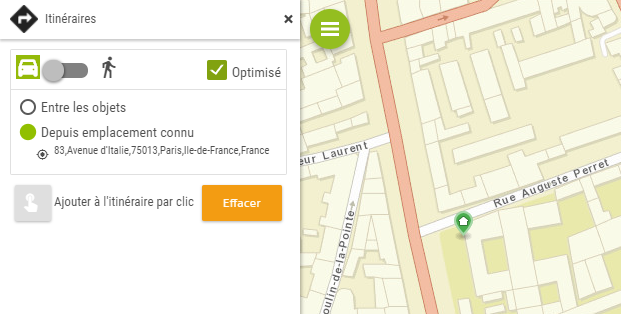 Itinéraires
×
Optimisé
Entre les objets
Depuis emplacement connu
83,Avenue d'Italie,75013,Paris,Ile-de-France,France
Ajouter à l'itinéraire par clic
Effacer
eur Laurent
Rue Auguste Perret
oulin-de-la-Pointe